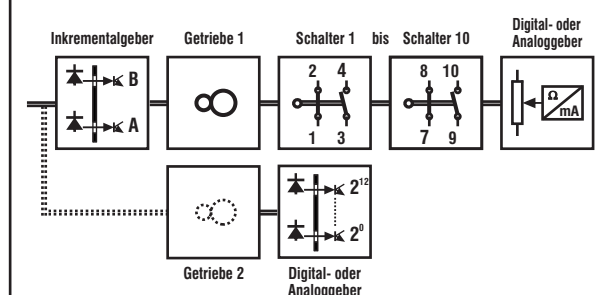 Digital- oder
Inkrementalgeber Getriebe 1 Schalter 1 bis Schalter 10 Analoggeber
B
A
2 4
1 3
8 10
7 9
Ω
mA
2¹²
2⁰
Getriebe 2 Digital- oder
Analoggeber